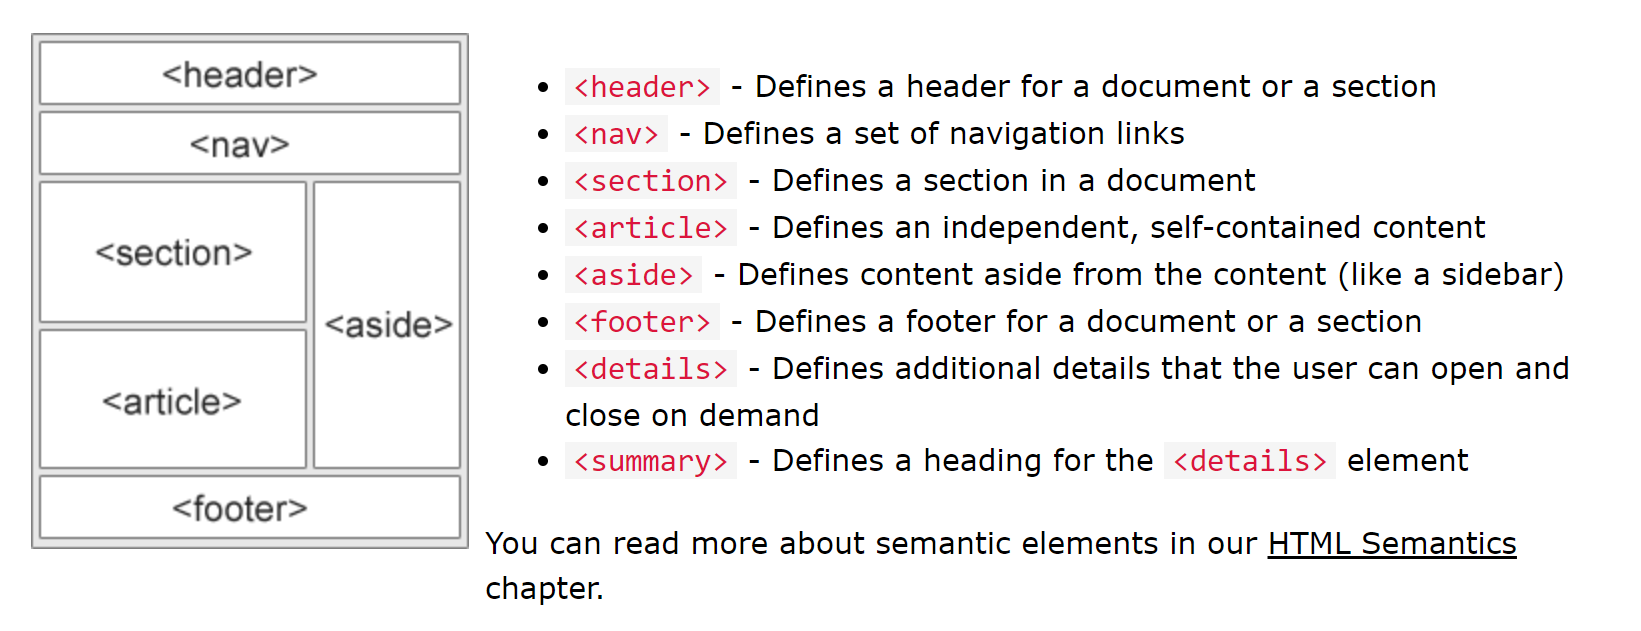 <header>
<nav>
<section>
<aside>
<article>
<footer>
<header> - Defines a header for a document or a section
<nav> - Defines a set of navigation links
<section> - Defines a section in a document
<article> - Defines an independent, self-contained content
<aside> - Defines content aside from the content (like a sidebar)
<footer> - Defines a footer for a document or a section
<details> - Defines additional details that the user can open and
close on demand
<summary> - Defines a heading for the <details> element
You can read more about semantic elements in our HTML Semantics
chapter.